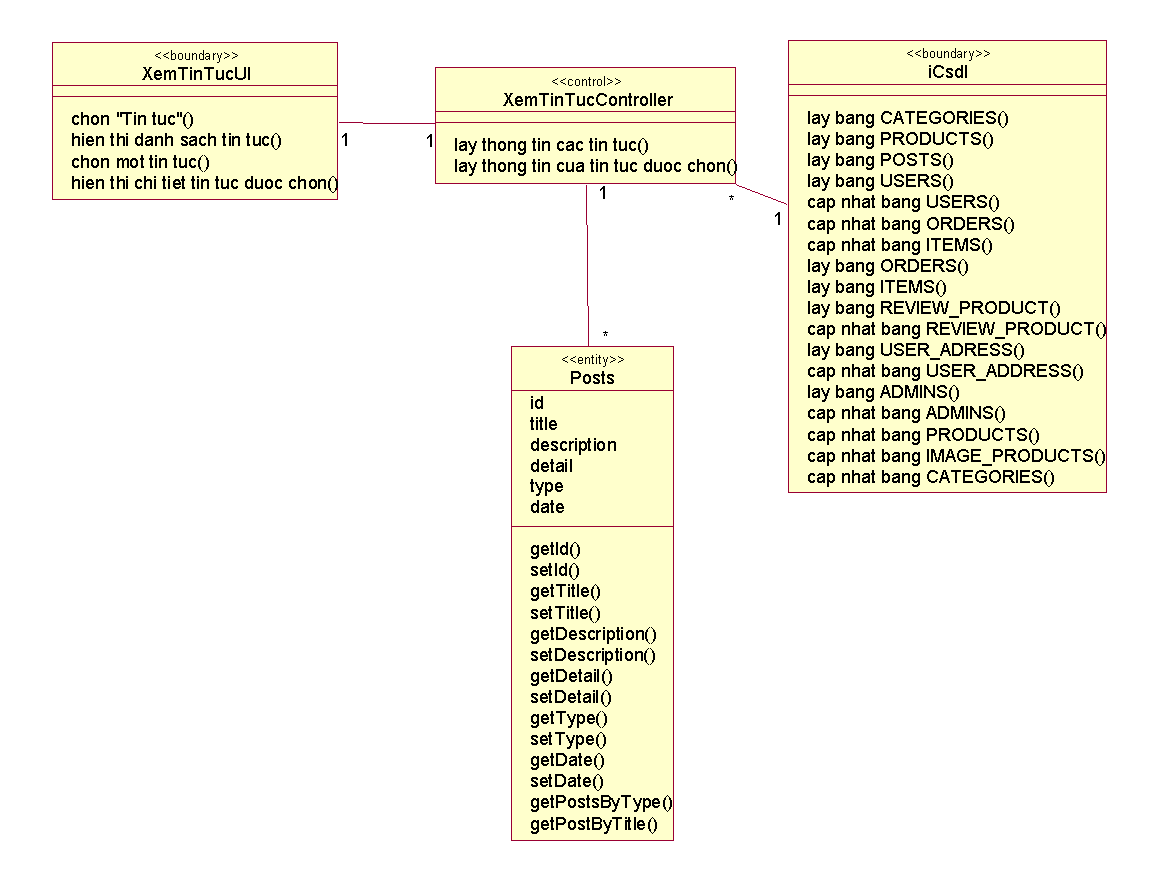 <<boundary>>
XemTinTucUI
chon "Tin tuc"()
hien thi danh sach tin tuc()
chon mot tin tuc()
hien thi chi tiet tin tuc duoc chon()
1
1
<<control>>
XemTinTucController
lay thong tin cac tin tuc()
lay thong tin cua tin tuc duoc chon()
1
*
*
1
<<boundary>>
iCsdl
lay bang CATEGORIES()
lay bang PRODUCTS()
lay bang POSTS()
lay bang USERS()
cap nhat bang USERS()
cap nhat bang ORDERS()
cap nhat bang ITEMS()
lay bang ORDERS()
lay bang ITEMS()
lay bang REVIEW_PRODUCT()
cap nhat bang REVIEW_PRODUCT()
lay bang USER_ADRESS()
cap nhat bang USER_ADDRESS()
lay bang ADMINS()
cap nhat bang ADMINS()
cap nhat bang PRODUCTS()
cap nhat bang IMAGE_PRODUCTS()
cap nhat bang CATEGORIES()
<<entity>>
Posts
id
title
description
detail
type
date
getId()
setId()
getTitle()
setTitle()
getDescription()
setDescription()
getDetail()
setDetail()
getType()
setType()
getDate()
setDate()
getPostsByType()
getPostByTitle()